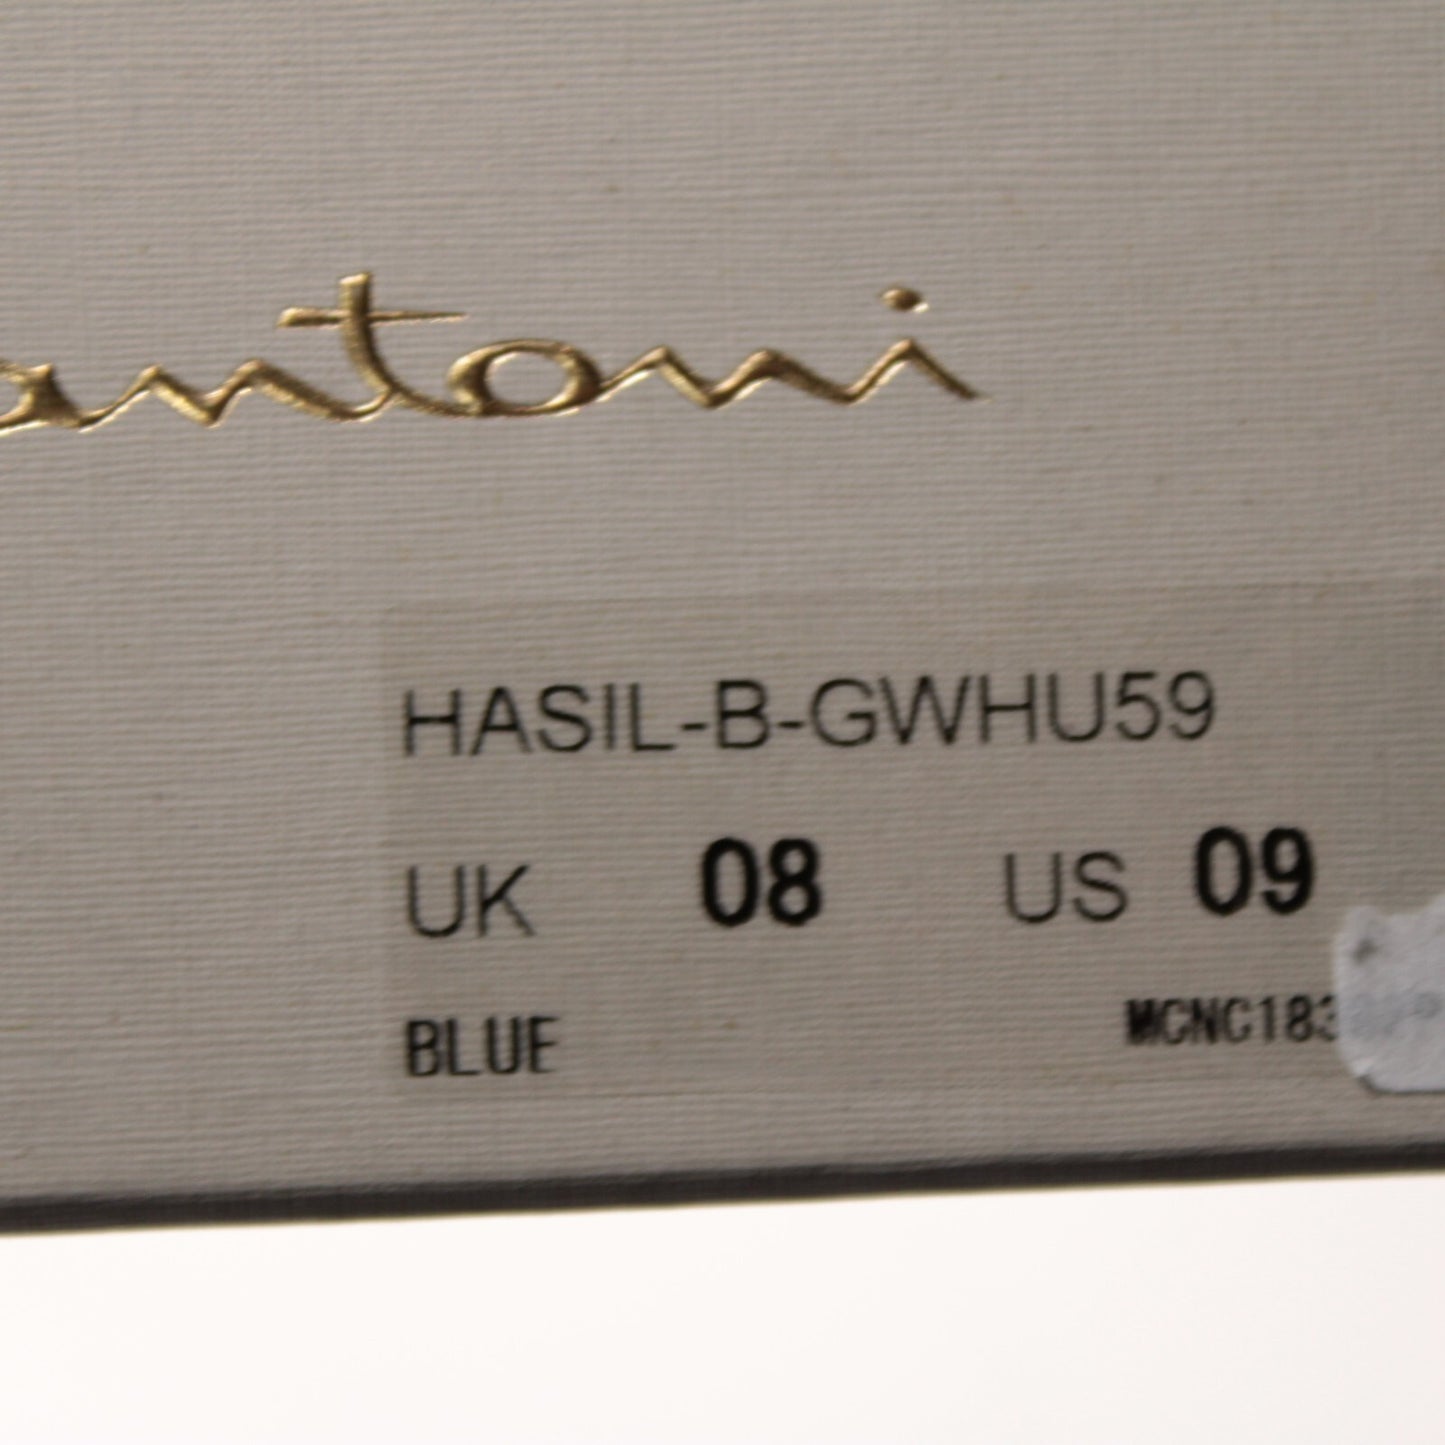 antoni
HASIL-B-GWHU59
UK 08 US 09
BLUE MCNC183